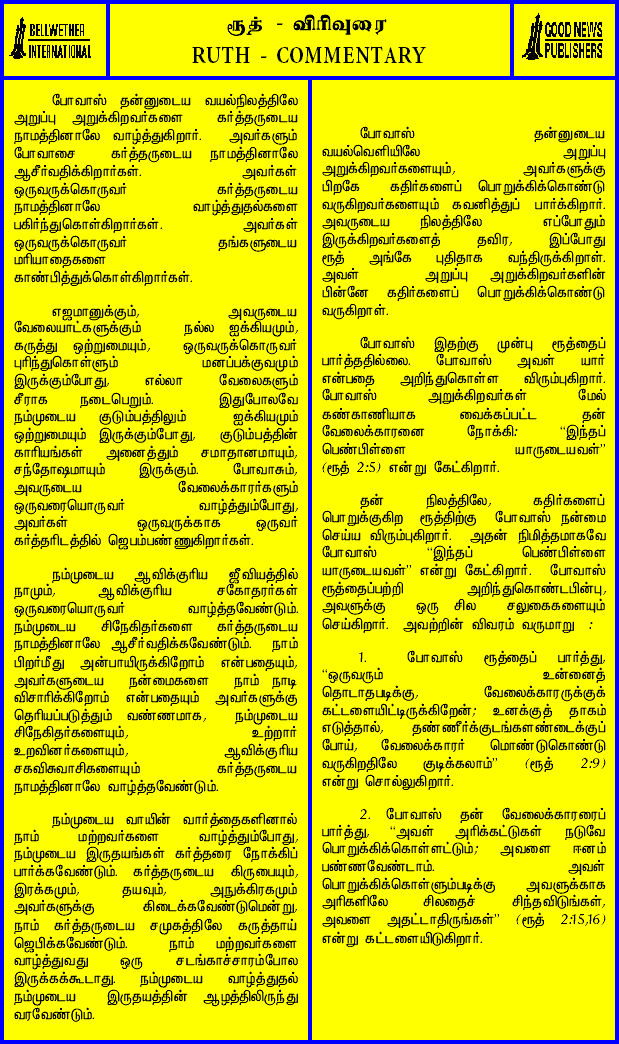 BELLWETHER
INTERNATIONAL
ரூத் - விரிவுரை
RUTH - COMMENTARY
GOOD NEWS
PUBLISHERS
போவாஸ் தன்னுடைய வயல்நிலத்திலே
அறுப்பு அறுக்கிறவர்களை கர்த்தருடைய
நாமத்தினாலே வாழ்த்துகிறார். அவர்களும்
போவாசை கர்த்தருடைய நாமத்தினாலே
ஆசீர்வதிக்கிறார்கள். அவர்கள்
ஒருவருக்கொருவர் கர்த்தருடைய
நாமத்தினாலே வாழ்த்துதல்களை
பகிர்ந்துகொள்கிறார்கள். அவர்கள்
ஒருவருக்கொருவர் தங்களுடைய
மரியாதைகளை
காண்பித்துக்கொள்கிறார்கள்.
எஜமானுக்கும், அவருடைய
வேலையாட்களுக்கும் நல்ல ஐக்கியமும்,
கருத்து ஒற்றுமையும், ஒருவருக்கொருவர்
புரிந்துகொள்ளும் மனப்பக்குவமும்
இருக்கும்போது, எல்லா வேலைகளும்
சீராக நடைபெறும். இதுபோலவே
நம்முடைய குடும்பத்திலும் ஐக்கியமும்
ஒற்றுமையும் இருக்கும்போது, குடும்பத்தின்
காரியங்கள் அனைத்தும் சமாதானமாயும்,
சந்தோஷமாயும் இருக்கும். போவாசும்,
அவருடைய வேலைக்காரர்களும்
ஒருவரையொருவர் வாழ்த்தும்போது,
அவர்கள் ஒருவருக்காக ஒருவர்
கர்த்தரிடத்தில் ஜெபம்பண்ணுகிறார்கள்.
நம்முடைய ஆவிக்குரிய ஜீவியத்தில்
நாமும், ஆவிக்குரிய சகோதரர்கள்
ஒருவரையொருவர் வாழ்த்தவேண்டும்.
நம்முடைய சிநேகிதர்களை கர்த்தருடைய
நாமத்தினாலே ஆசீர்வதிக்கவேண்டும். நாம்
பிறர்மீது அன்பாயிருக்கிறோம் என்பதையும்,
அவர்களுடைய நன்மைகளை நாம் நாடி
விசாரிக்கிறோம் என்பதையும் அவர்களுக்கு
தெரியப்படுத்தும் வண்ணமாக, நம்முடைய
சிநேகிதர்களையும், உற்றார்
உறவினர்களையும், ஆவிக்குரிய
சகவிசுவாசிகளையும் கர்த்தருடைய
நாமத்தினாலே வாழ்த்தவேண்டும்.
நம்முடைய வாயின் வார்த்தைகளினால்
நாம் மற்றவர்களை வாழ்த்தும்போது,
நம்முடைய இருதயங்கள் கர்த்தரை நோக்கிப்
பார்க்கவேண்டும். கர்த்தருடைய கிருபையும்,
இரக்கமும், தயவும், அநுக்கிரகமும்
அவர்களுக்கு கிடைக்கவேண்டுமென்று,
நாம் கர்த்தருடைய சமுகத்திலே கருத்தாய்
ஜெபிக்கவேண்டும். நாம் மற்றவர்களை
வாழ்த்துவது ஒரு சடங்காச்சாரம்போல
இருக்கக்கூடாது. நம்முடைய வாழ்த்துதல்
நம்முடைய இருதயத்தின் ஆழத்திலிருந்து
வரவேண்டும்.
போவாஸ் தன்னுடைய
வயல்வெளியிலே அறுப்பு
அறுக்கிறவர்களையும், அவர்களுக்கு
பிறகே கதிர்களைப் பொறுக்கிக்கொண்டு
வருகிறவர்களையும் கவனித்துப் பார்க்கிறார்.
அவருடைய நிலத்திலே எப்போதும்
இருக்கிறவர்களைத் தவிர, இப்போது
ரூத் அங்கே புதிதாக வந்திருக்கிறாள்.
அவள் அறுப்பு அறுக்கிறவர்களின்
பின்னே கதிர்களைப் பொறுக்கிக்கொண்டு
வருகிறாள்.
போவாஸ் இதற்கு முன்பு ரூத்தைப்
பார்த்ததில்லை. போவாஸ் அவள் யார்
என்பதை அறிந்துகொள்ள விரும்புகிறார்.
போவாஸ் அறுக்கிறவர்கள் மேல்
கண்காணியாக வைக்கப்பட்ட தன்
வேலைக்காரனை நோக்கி: “இந்தப்
பெண்பிள்ளை யாருடையவள்”
(ரூத் 2:5) என்று கேட்கிறார்.
தன் நிலத்திலே, கதிர்களைப்
பொறுக்குகிற ரூத்திற்கு போவாஸ் நன்மை
செய்ய விரும்புகிறார். அதன் நிமித்தமாகவே
போவாஸ் “இந்தப் பெண்பிள்ளை
யாருடையவள்” என்று கேட்கிறார். போவாஸ்
ரூத்தைப்பற்றி அறிந்துகொண்டபின்பு,
அவளுக்கு ஒரு சில சலுகைகளையும்
செய்கிறார். அவற்றின் விவரம் வருமாறு :
1. போவாஸ் ரூத்தைப் பார்த்து,
“ஒருவரும் உன்னைத்
தொடாதபடிக்கு, வேலைக்காரருக்குக்
கட்டளையிட்டிருக்கிறேன்; உனக்குத் தாகம்
எடுத்தால், தண்ணீர்க்குடங்களண்டைக்குப்
போய், வேலைக்காரர் மொண்டுகொண்டு
வருகிறதிலே குடிக்கலாம்” (ரூத் 2:9)
என்று சொல்லுகிறார்.
2. போவாஸ் தன் வேலைக்காரரைப்
பார்த்து, “அவள் அரிக்கட்டுகள் நடுவே
பொறுக்கிக்கொள்ளட்டும்; அவளை ஈனம்
பண்ணவேண்டாம். அவள்
பொறுக்கிக்கொள்ளும்படிக்கு அவளுக்காக
அரிகளிலே சிலதைச் சிந்தவிடுங்கள்,
அவளை அதட்டாதிருங்கள்” (ரூத் 2:15,16)
என்று கட்டளையிடுகிறார்.